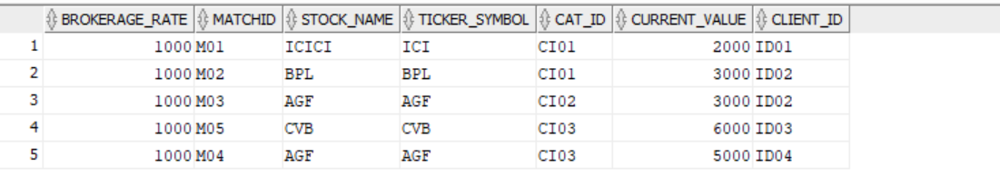 BROKERAGE_RATE MATCHID STOCK_NAME TICKER_SYMBOL CAT_ID CURRENT_VALUE CLIENT_ID
1 1000 M01 ICICI ICI CI01 2000 ID01
2 1000 M02 BPL BPL CI01 3000 ID02
3 1000 M03 AGF AGF CI02 3000 ID02
4 1000 M05 CVB CVB CI03 6000 ID03
5 1000 M04 AGF AGF CI03 5000 ID04